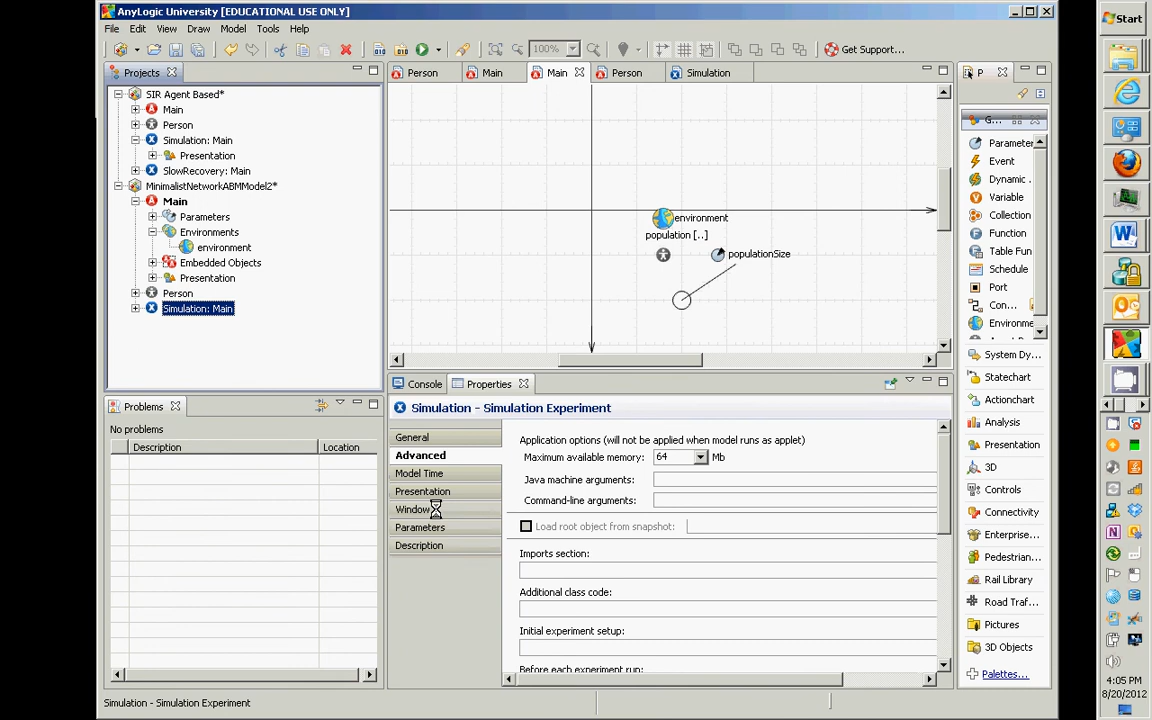 AnyLogic University [EDUCATIONAL USE ONLY]
File Edit View Draw Model Tools Help
100% Get Support...
Projects
SIR Agent Based*
Main
Person
Simulation: Main
Presentation
SlowRecovery: Main
MinimalistNetworkABMModel2*
Main
Parameters
Environments
environment
Embedded Objects
Presentation
Person
Simulation: Main
Problems
No problems
Description Location
Person Main Main Person Simulation
environment
population [..]
populationSize
Console Properties
Simulation - Simulation Experiment
General
Advanced
Model Time
Presentation
Window
Parameters
Description
Application options (will not be applied when model runs as applet)
Maximum available memory: 64 Mb
Java machine arguments:
Command-line arguments:
Load root object from snapshot:
Imports section:
Additional class code:
Initial experiment setup:
Before each experiment run:
P
G...
Parameter
Event
Dynamic .
Variable
Collection
Function
Table Fun
Schedule
Port
Con...
Environme
System Dy...
Statechart
Actionchart
Analysis
Presentation
3D
Controls
Connectivity
Enterprise...
Pedestrian...
Rail Library
Road Traf...
Pictures
3D Objects
Palettes...
Simulation - Simulation Experiment
Start
4:05 PM
8/20/2012